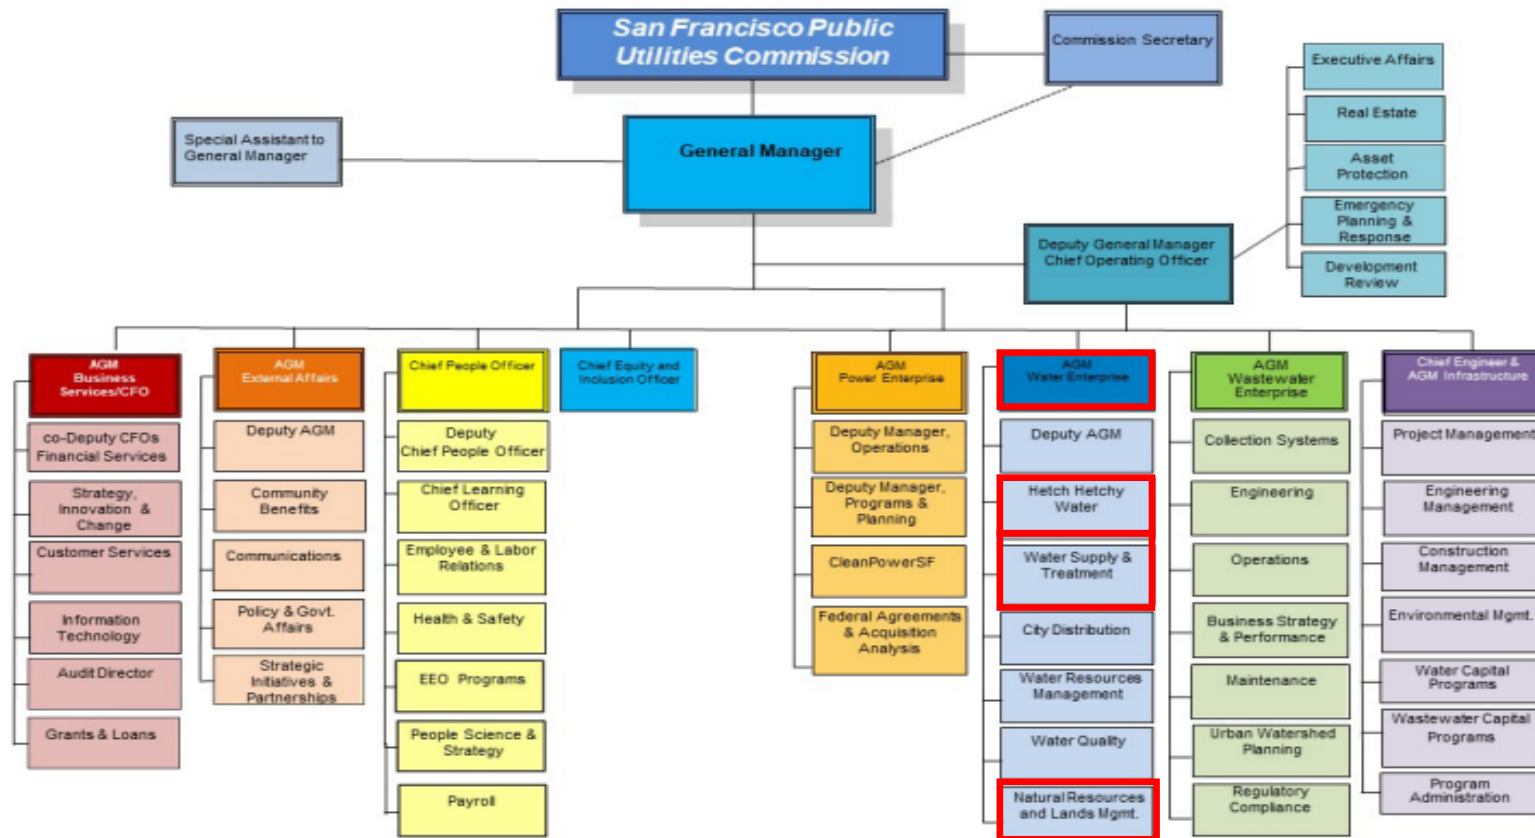 San Francisco Public
Utilities Commission
Commission Secretary
Executive Affairs
Real Estate
Asset
Protection
Emergency
Planning &
Response
Development
Review
Special Assistant to
General Manager
General Manager
Deputy General Manager
Chief Operating Officer
AGM
Business
Services/CFO
co-Deputy CFOs
Financial Services
Strategy,
Innovation &
Change
Customer Services
Information
Technology
Audit Director
Grants & Loans
AGM
External Affairs
Deputy AGM
Community
Benefits
Communications
Policy & Govt.
Affairs
Strategic
Initiatives &
Partnerships
Chief People Officer
Deputy
Chief People Officer
Chief Learning
Officer
Employee & Labor
Relations
Health & Safety
EEO Programs
People Science &
Strategy
Payroll
Chief Equity and
Inclusion Officer
AGM
Power Enterprise
Deputy Manager,
Operations
Deputy Manager,
Programs &
Planning
CleanPowerSF
Federal Agreements
& Acquisition
Analysis
AGM
Water Enterprise
Deputy AGM
Hetch Hetchy
Water
Water Supply &
Treatment
City Distribution
Water Resources
Management
Water Quality
Natural Resources
and Lands Mgmt.
AGM
Wastewater
Enterprise
Collection Systems
Engineering
Operations
Business Strategy
& Performance
Maintenance
Urban Watershed
Planning
Regulatory
Compliance
Chief Engineer &
AGM Infrastructure
Project Management
Engineering
Management
Construction
Management
Environmental Mgmt.
Water Capital
Programs
Wastewater Capital
Programs
Program
Administration